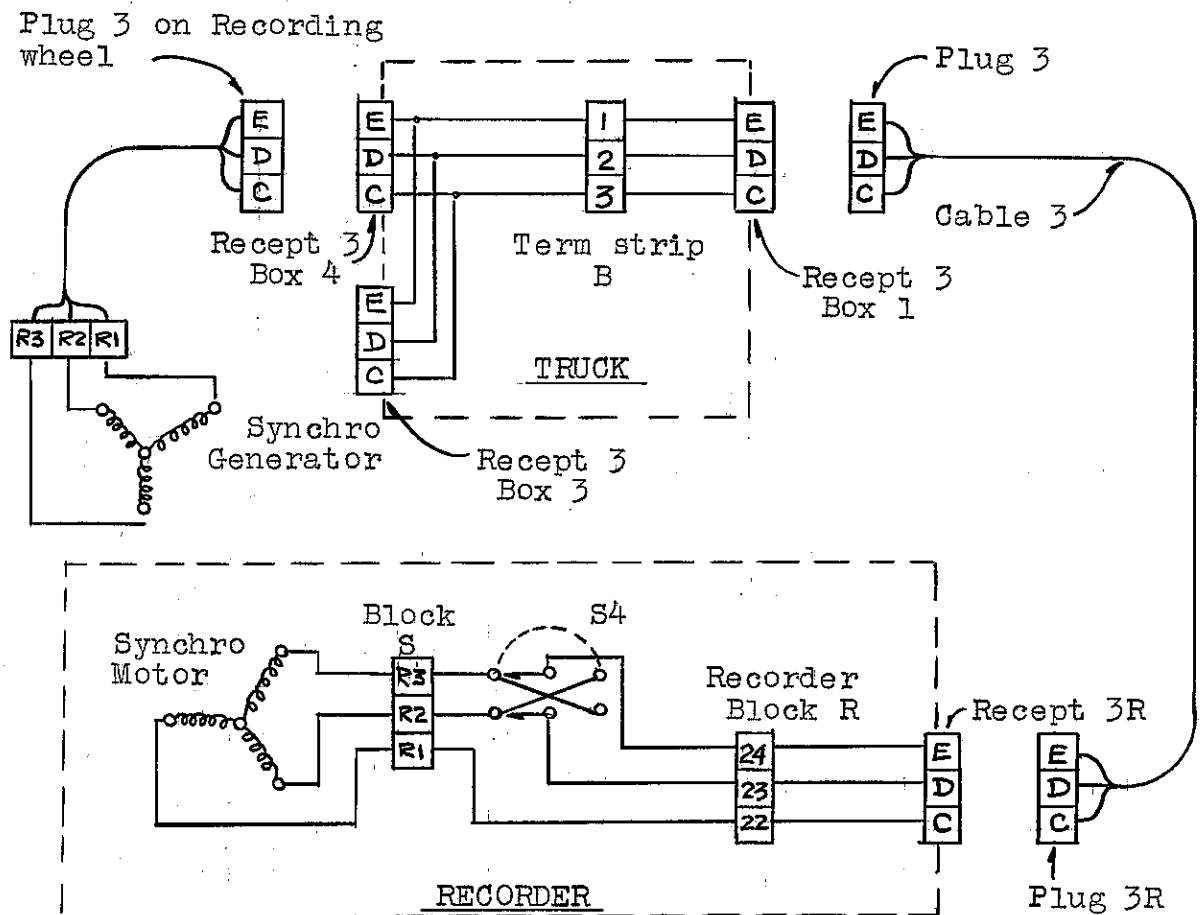 Plug 3 on Recording
wheel
Plug 3
E
D
C
E
D
C
1
2
3
E
D
C
E
D
C
Cable 3
Recept 3
Box 4
Term strip
B
Recept 3
Box 1
E
D
C
R3 R2 R1
TRUCK
Synchro
Generator
Recept 3
Box 3
Synchro
Motor
Block
S
S4
R3
R2
R1
Recorder
Block R
24
23
22
Recept 3R
E
D
C
E
D
C
Plug 3R
RECORDER